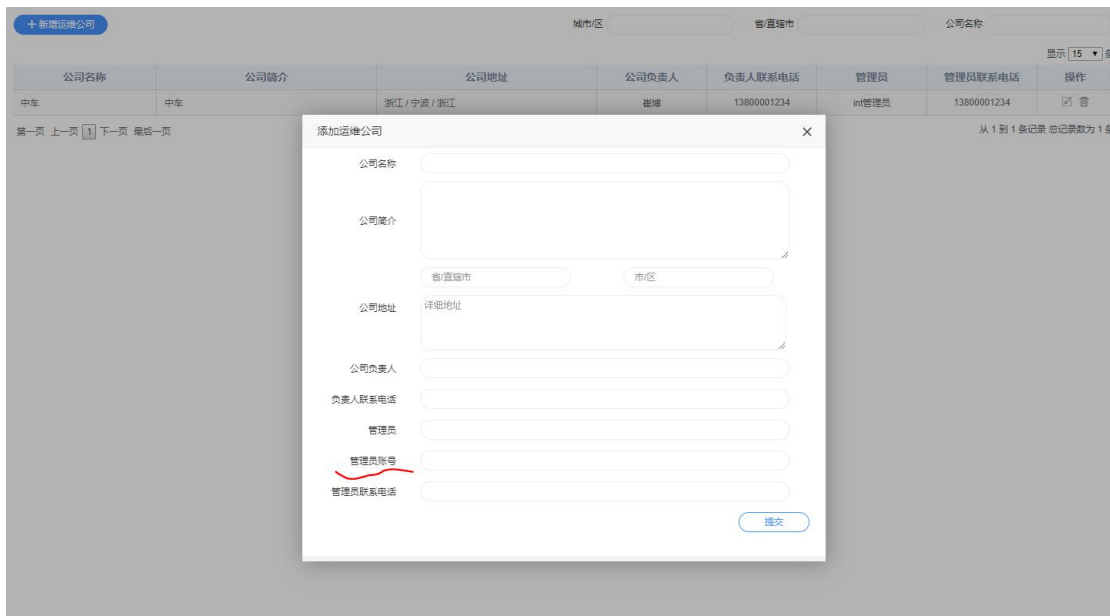 ＋新增运维公司 城市/区 省/直辖市 公司名称
显示 15
公司名称 公司简介 公司地址 公司负责人 负责人联系电话 管理员 管理员联系电话 操作
中车 中车 浙江 / 宁波 / 浙江 崔博 13800001234 int管理员 13800001234
第一页 上一页 1 下一页 最后一页 从 1 到 1 条记录 总记录数为 1
添加运维公司
公司名称
公司简介
省/直辖市 市/区
公司地址 详细地址
公司负责人
负责人联系电话
管理员
管理员账号
管理员联系电话
提交